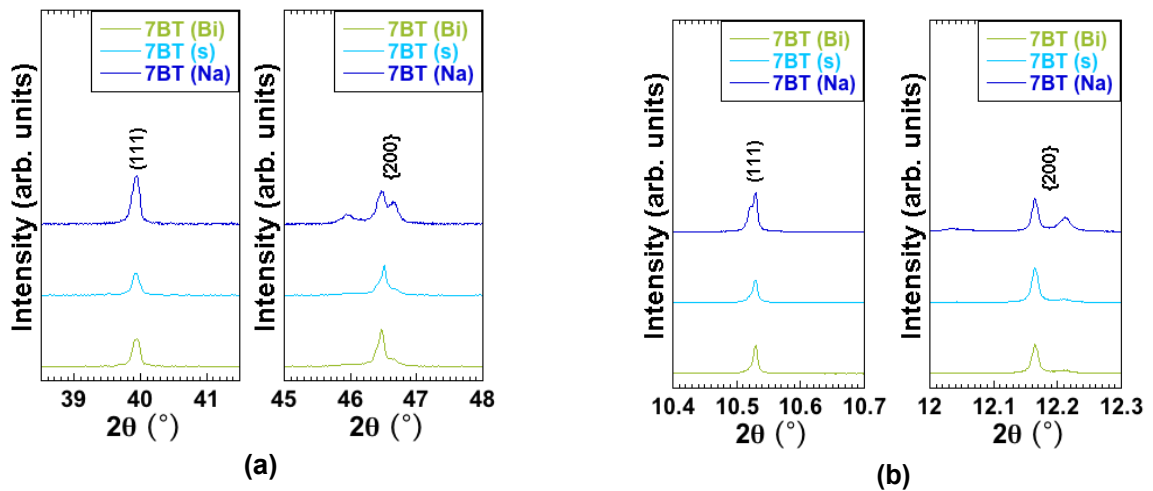 7BT (Bi)
7BT (s)
7BT (Na)
Intensity (arb. units)
(111)
39 40 41
2θ (°)
7BT (Bi)
7BT (s)
7BT (Na)
Intensity (arb. units)
{200}
45 46 47 48
2θ (°)
(a)
7BT (Bi)
7BT (s)
7BT (Na)
Intensity (arb. units)
(111)
10.4 10.5 10.6 10.7
2θ (°)
7BT (Bi)
7BT (s)
7BT (Na)
Intensity (arb. units)
{200}
12 12.1 12.2 12.3
2θ (°)
(b)